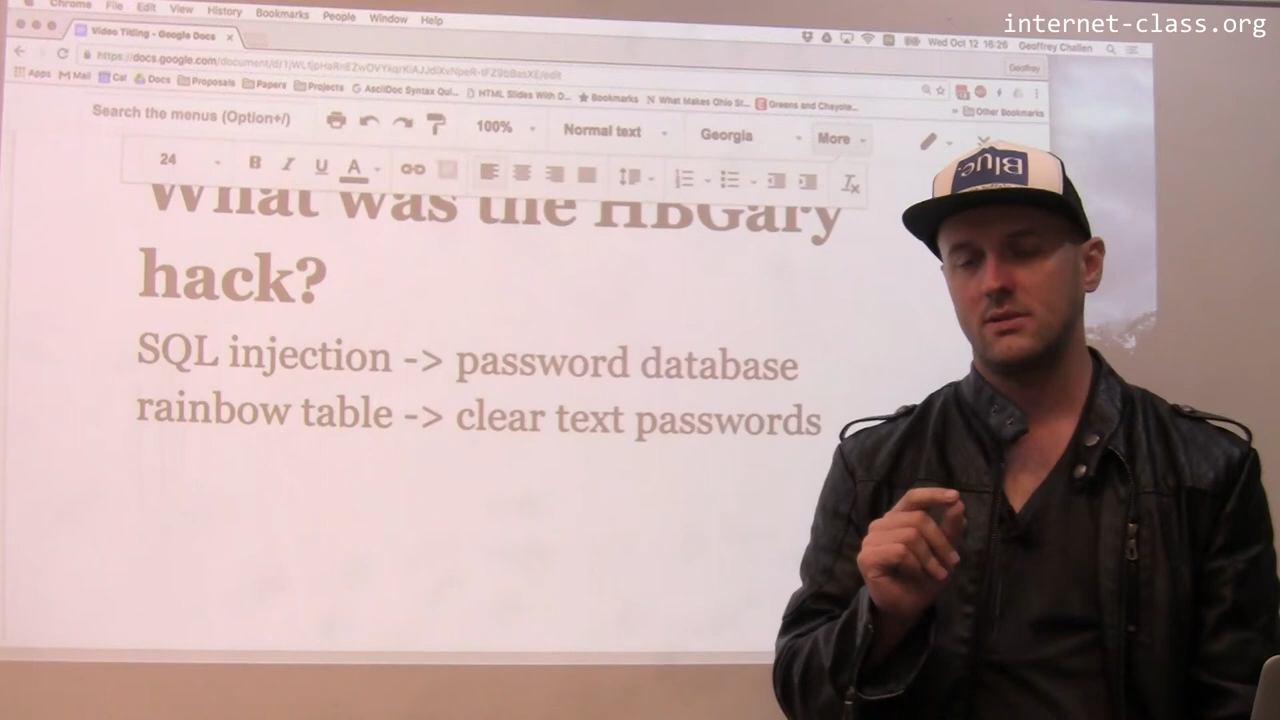 internet-class.org
Chrome File Edit View History Bookmarks People Window Help
Wed Oct 12 16:26 Geoffrey Challen
Video Titling - Google Docs
Geoffrey
Apps Mail Cal Docs Proposals Papers Projects AsciiDoc Syntax Qui... HTML Slides With D... Bookmarks What Makes Ohio St... Greens and Chayote...
Other Bookmarks
Search the menus (Option+/) 100% Normal text Georgia More
24 B I U A
What was the HBGary
hack?
SQL injection -> password database
rainbow table -> clear text passwords
Blue